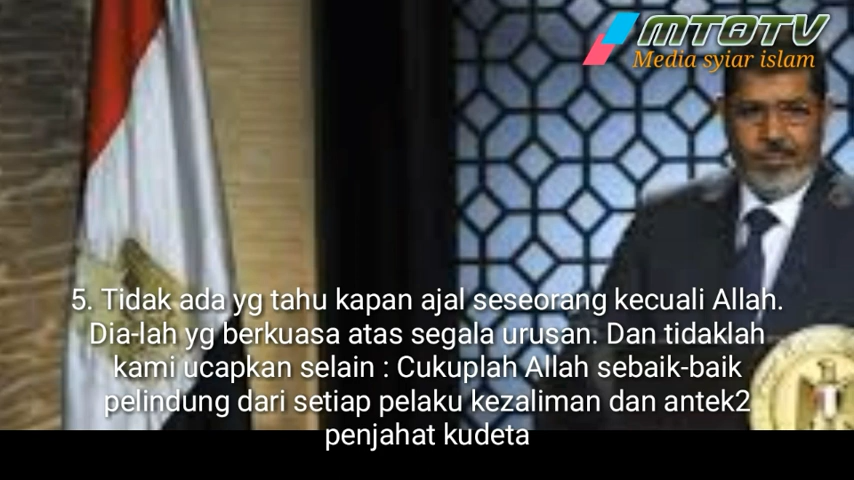 MTATV
Media syiar islam
5. Tidak ada yg tahu kapan ajal seseorang kecuali Allah.
Dia-lah yg berkuasa atas segala urusan. Dan tidaklah
kami ucapkan selain : Cukuplah Allah sebaik-baik
pelindung dari setiap pelaku kezaliman dan antek2
penjahat kudeta